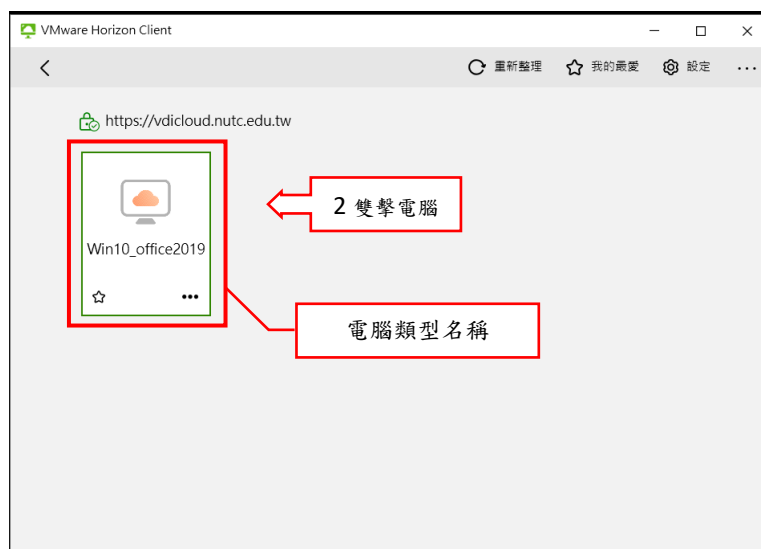 VMware Horizon Client
重新整理 我的最愛 設定
https://vdicloud.nutc.edu.tw
2 雙擊電腦
Win10_office2019
電腦類型名稱